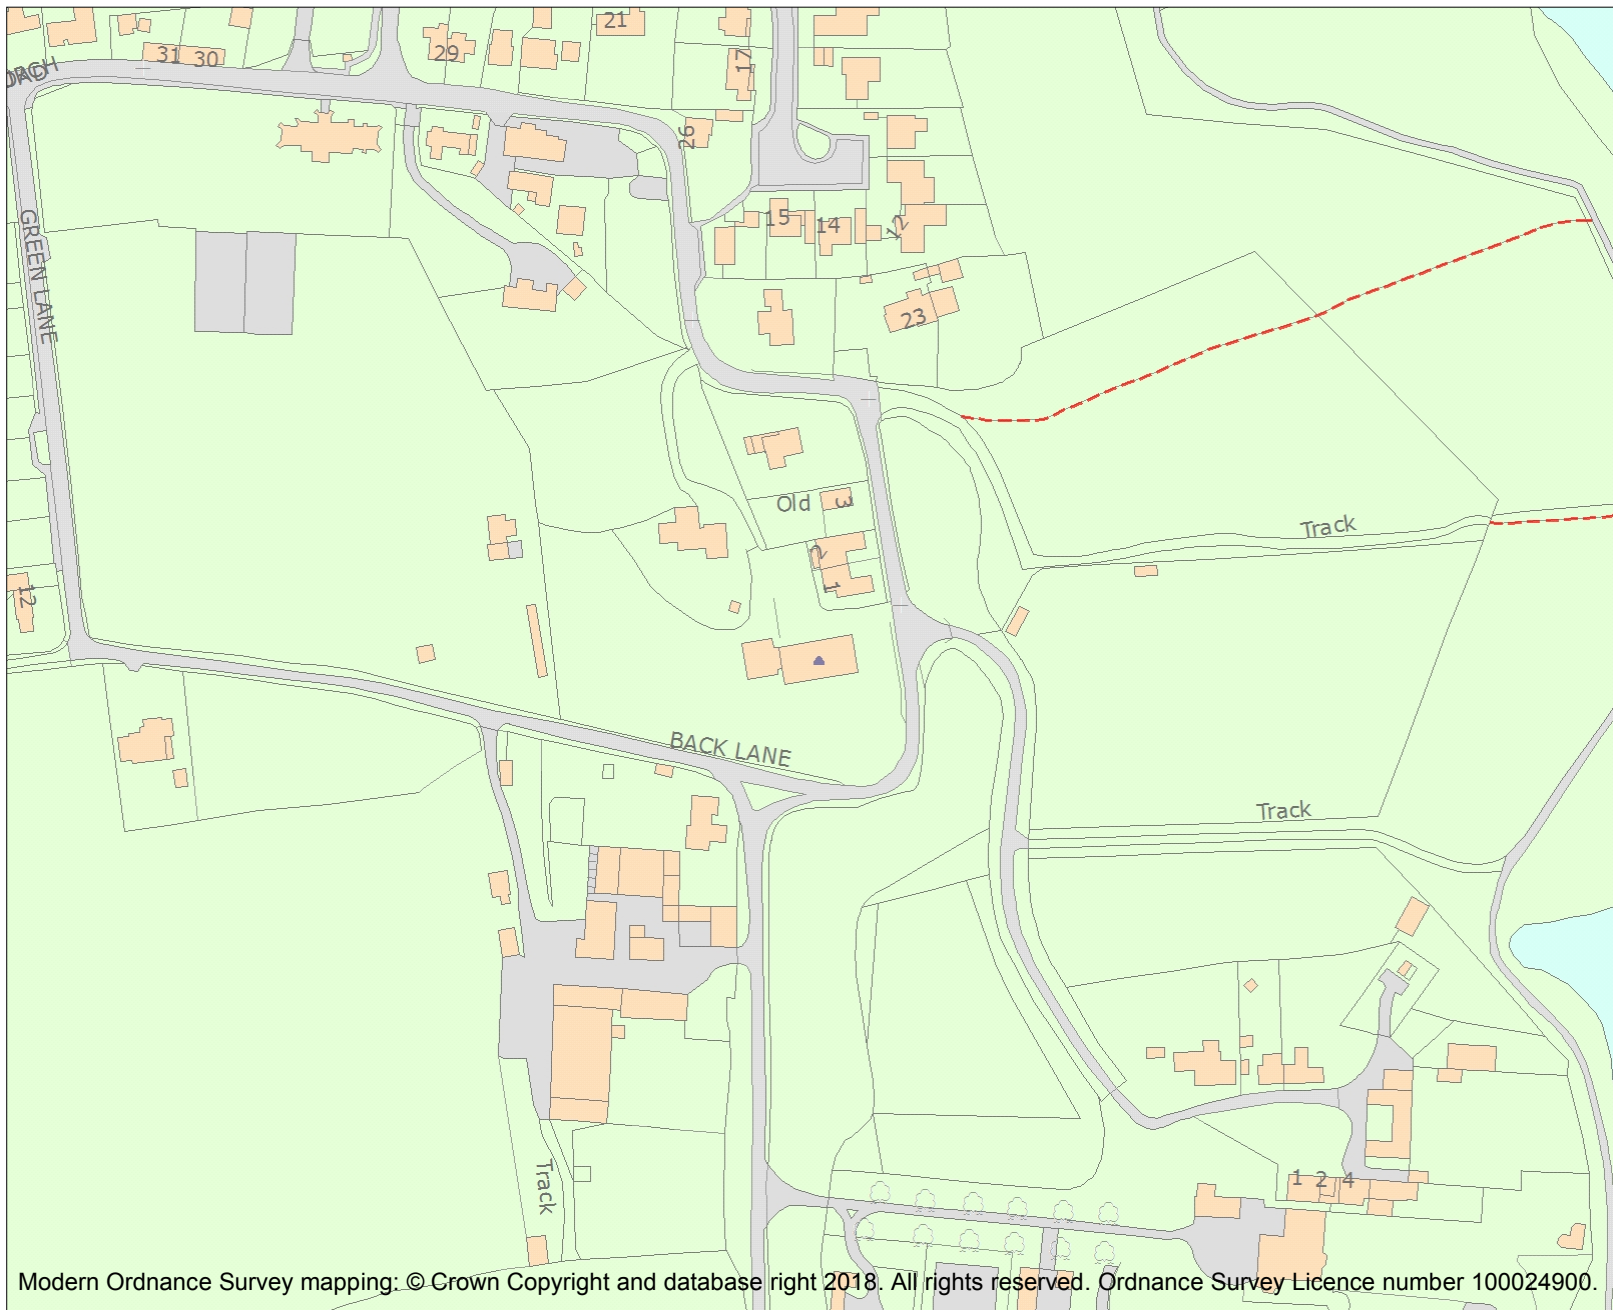 21
31 30
29
17
26
GREEN LANE
15
14
12
23
Old
3
Track
2
1
12
BACK LANE
Track
Track
1 2 4
Modern Ordnance Survey mapping: © Crown Copyright and database right 2018. All rights reserved. Ordnance Survey Licence number 100024900.